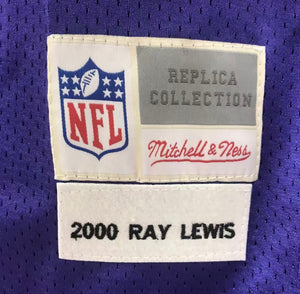 REPLICA
COLLECTION
NFL
Mitchell & Ness
2000 RAY LEWIS